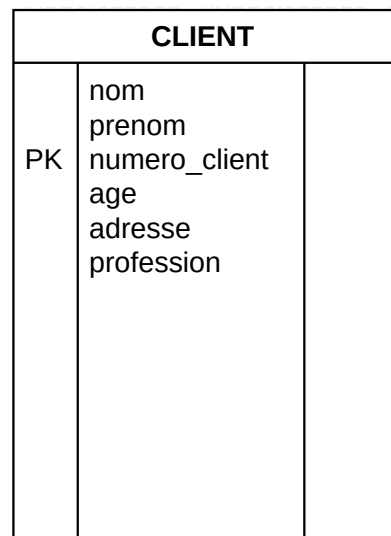 CLIENT
nom
prenom
PK numero_client
age
adresse
profession